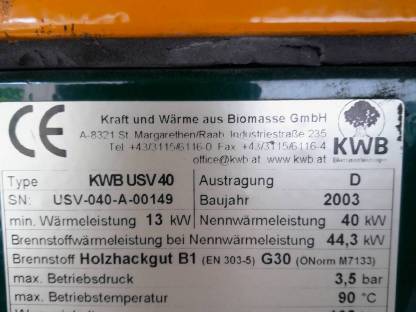 CE
Kraft und Wärme aus Biomasse GmbH
A-8321 St. Margarethen/Raab, Industriestraße 235
Tel. +43/3115/6116-0 Fax +43/3115/6116-4
office@kwb.at www.kwb.at
KWB
Type KWB USV 40 Austragung D
SN: USV-040-A-00149 Baujahr 2003
min. Wärmeleistung 13 kW Nennwärmeleistung 40 kW
Brennstoffwärmeleistung bei Nennwärmeleistung 44,3 kW
Brennstoff Holzhackgut B1 (EN 303-5) G30 (ÖNorm M7133)
max. Betriebsdruck 3,5 bar
max. Betriebstemperatur 90 °C